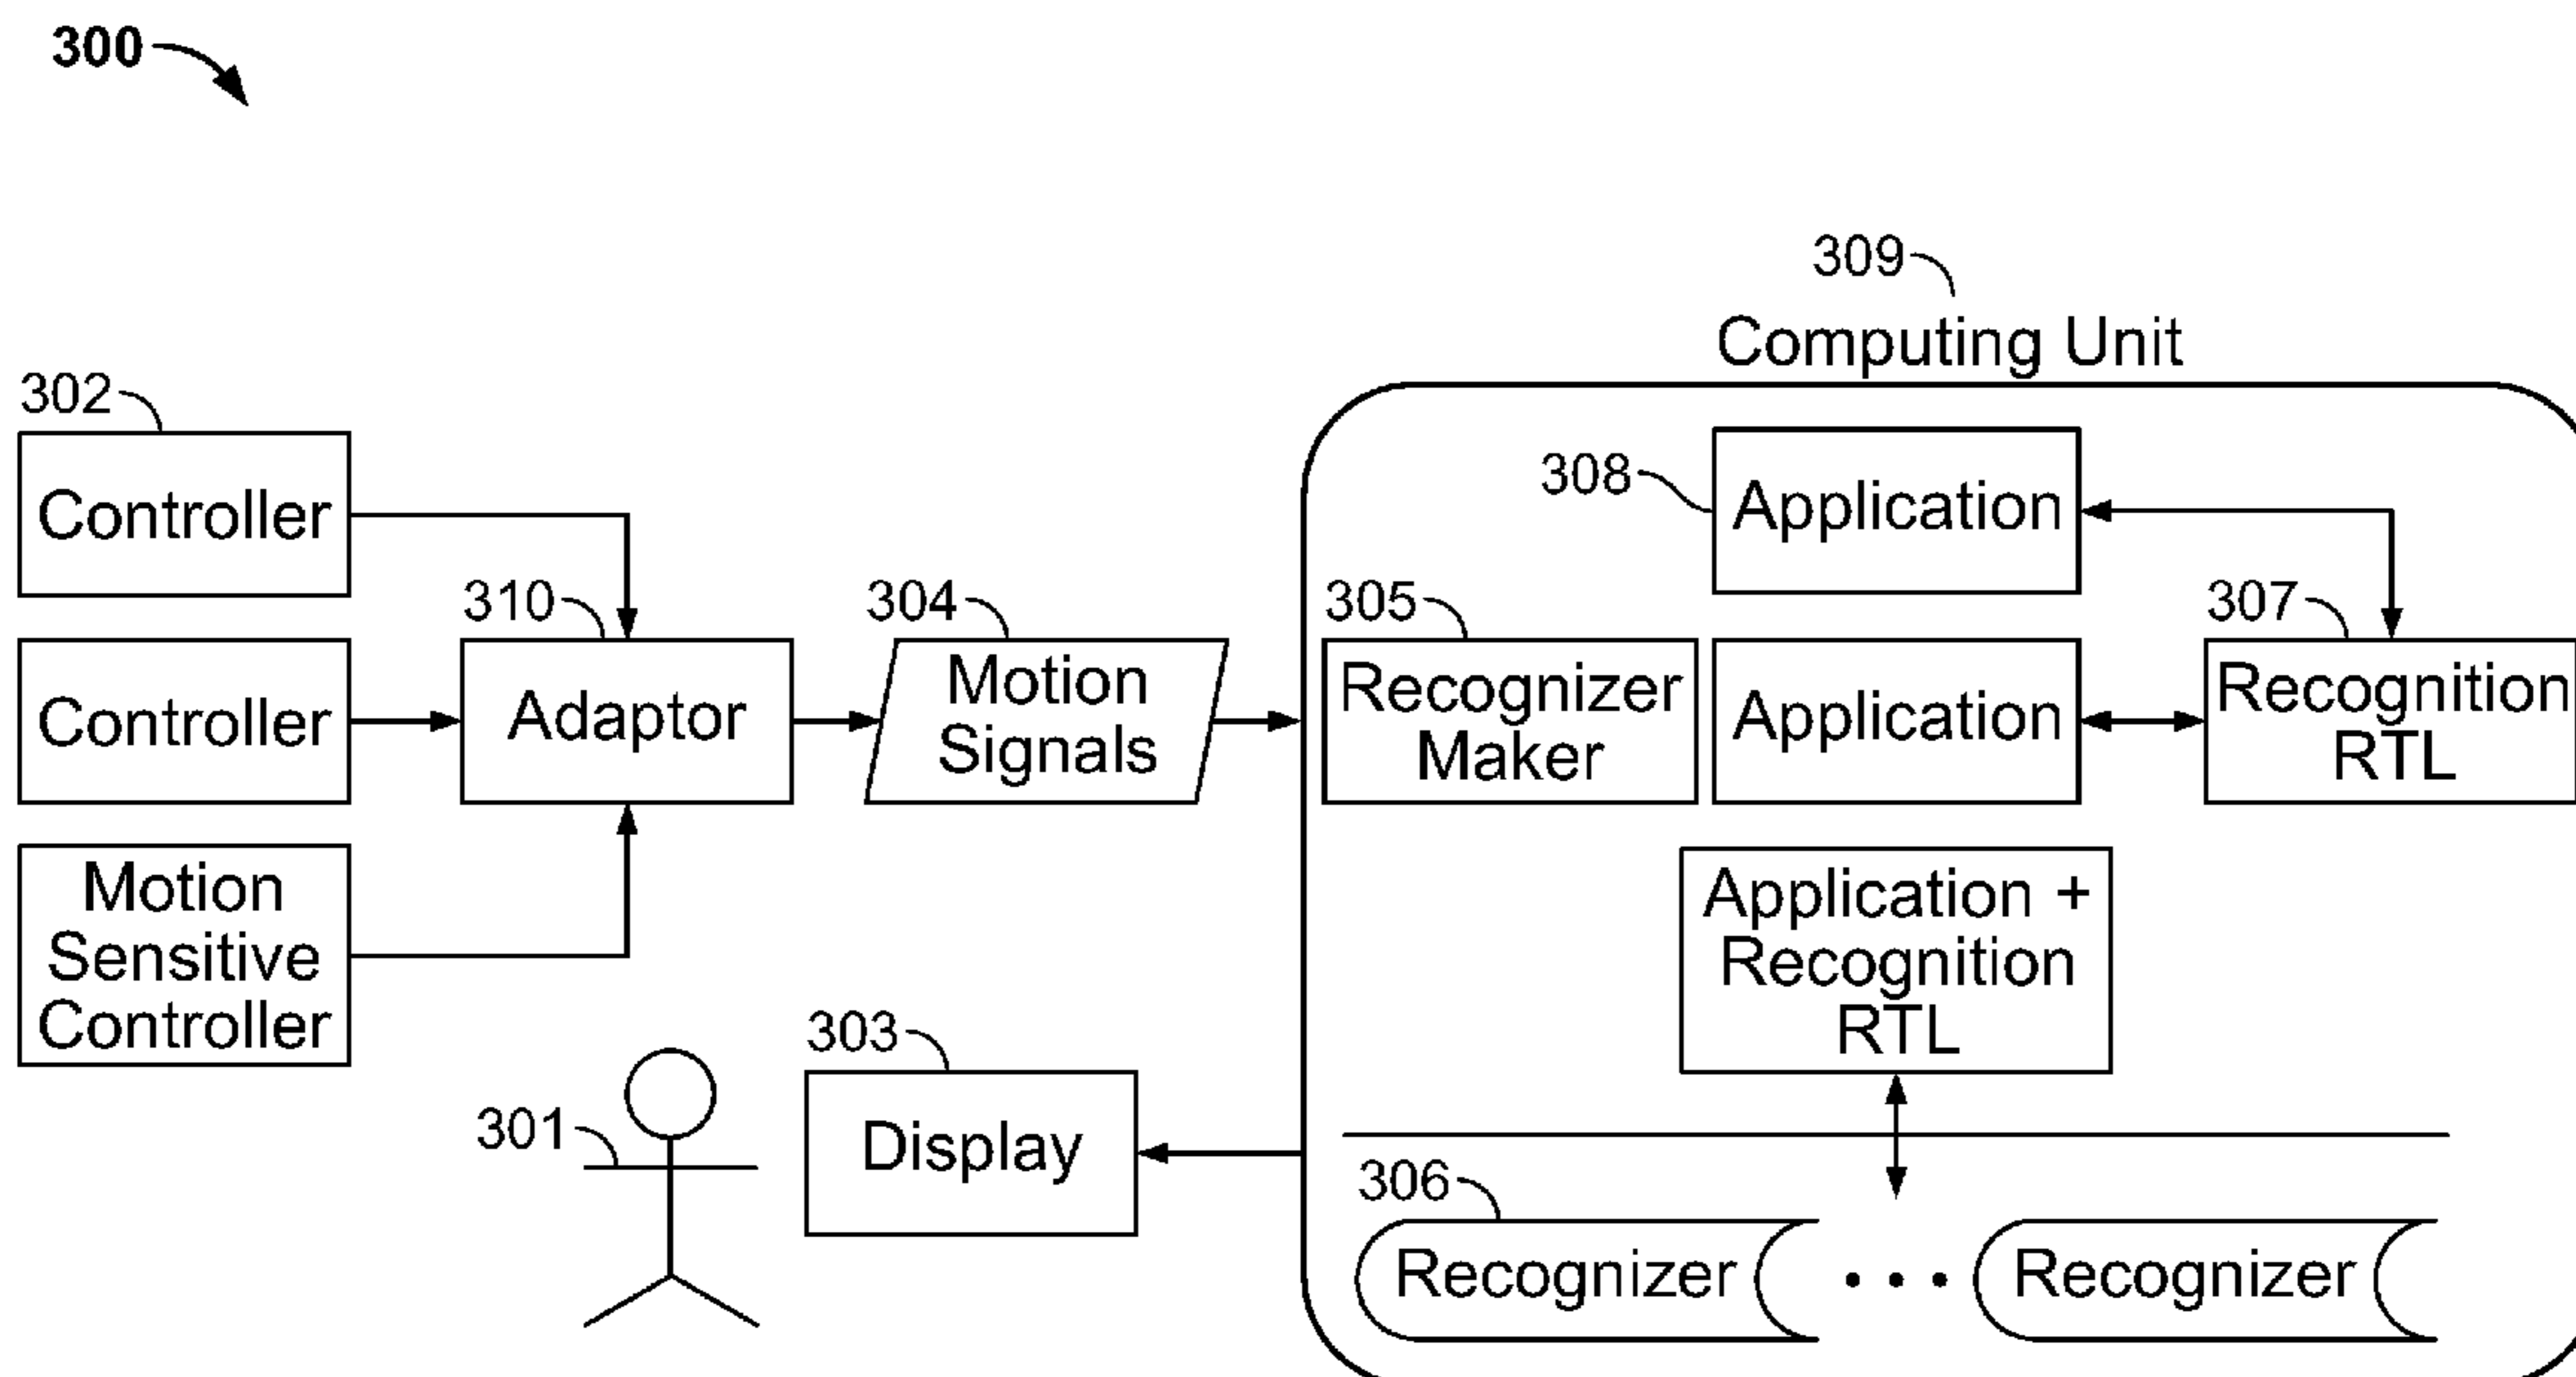 300
309
Computing Unit
302
Controller
308
Application
310
304
305
307
Controller
Adaptor
Motion
Signals
Recognizer
Maker
Application
Recognition
RTL
Motion
Sensitive
Controller
Application +
Recognition
RTL
303
301
Display
306
Recognizer
• • •
Recognizer